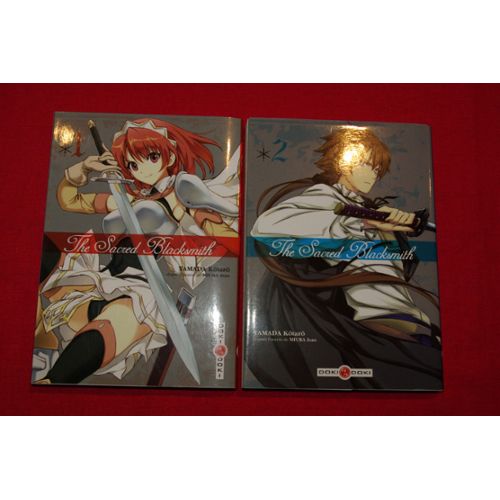 *1
The Sacred Blacksmith
YAMADA Kôtarô
DOKI
DOKI
*2
The Sacred Blacksmith
YAMADA Kôtarô
MIURA Isao
DOKI DOKI